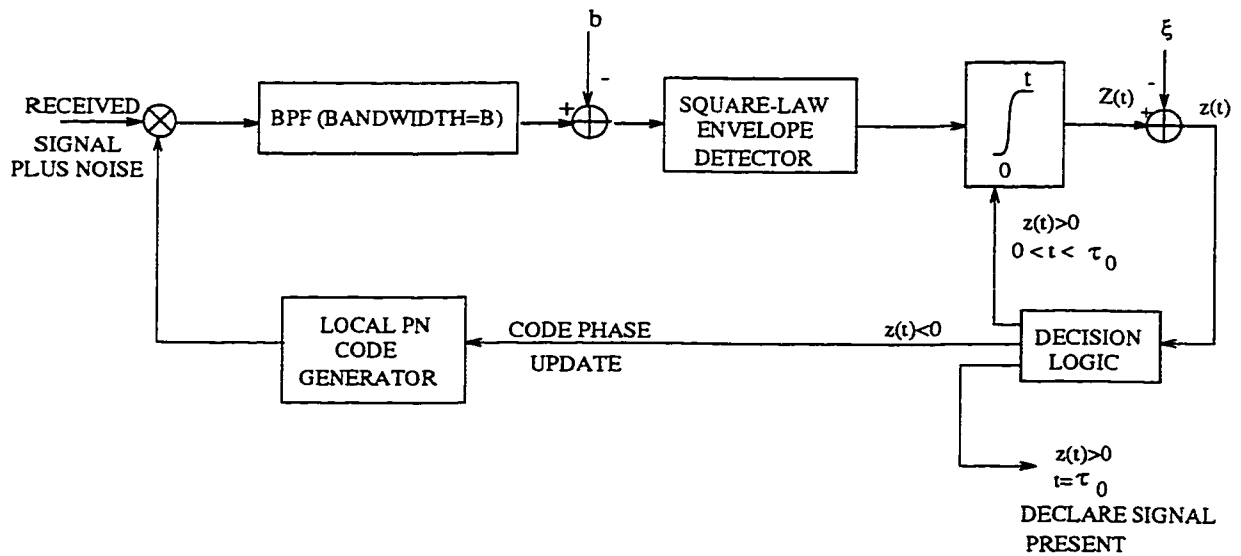 b
-
ξ
-
RECEIVED
SIGNAL
PLUS NOISE
BPF (BANDWIDTH=B)
+
SQUARE-LAW
ENVELOPE
DETECTOR
t
0
Z(t)
+
z(t)
z(t)>0
0 < t < τ0
LOCAL PN
CODE
GENERATOR
CODE PHASE
UPDATE
z(t)<0
DECISION
LOGIC
z(t)>0
t=τ0
DECLARE SIGNAL
PRESENT